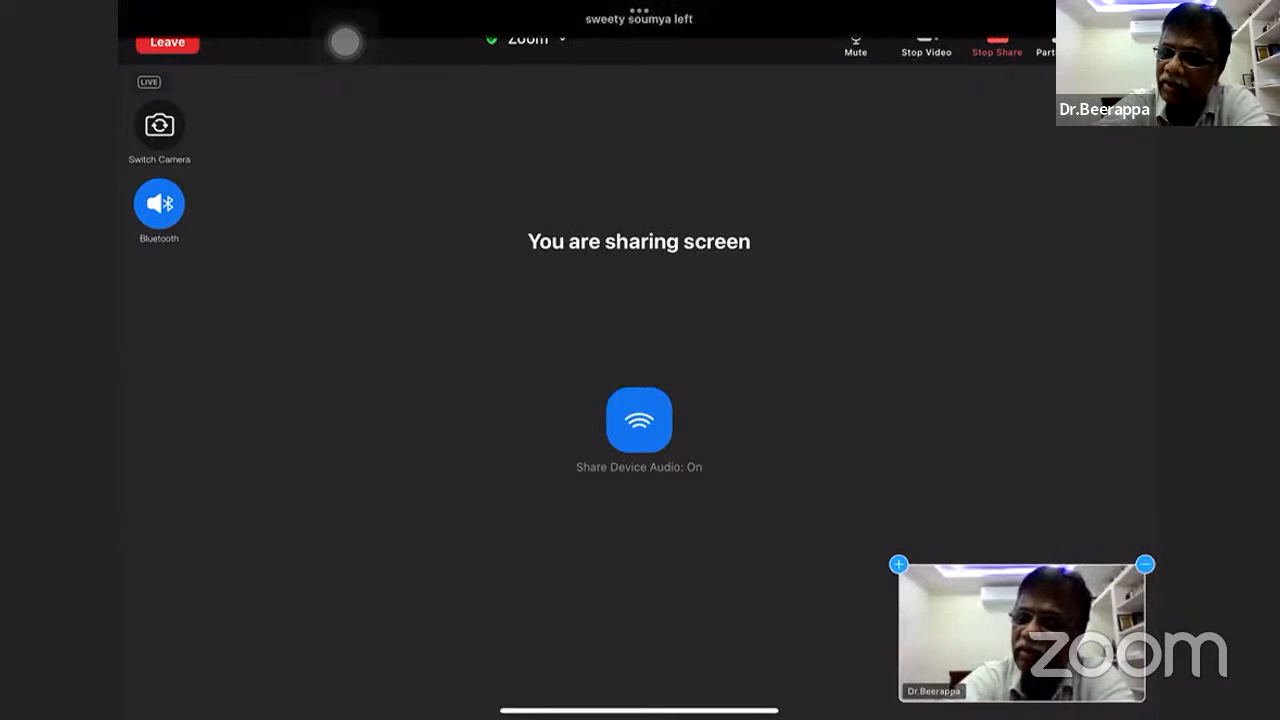 sweety soumya left
Leave
Zoom
Mute
Stop Video
Stop Share
Part
LIVE
Dr.Beerappa
Switch Camera
Bluetooth
You are sharing screen
Share Device Audio: On
zoom
Dr.Beerappa